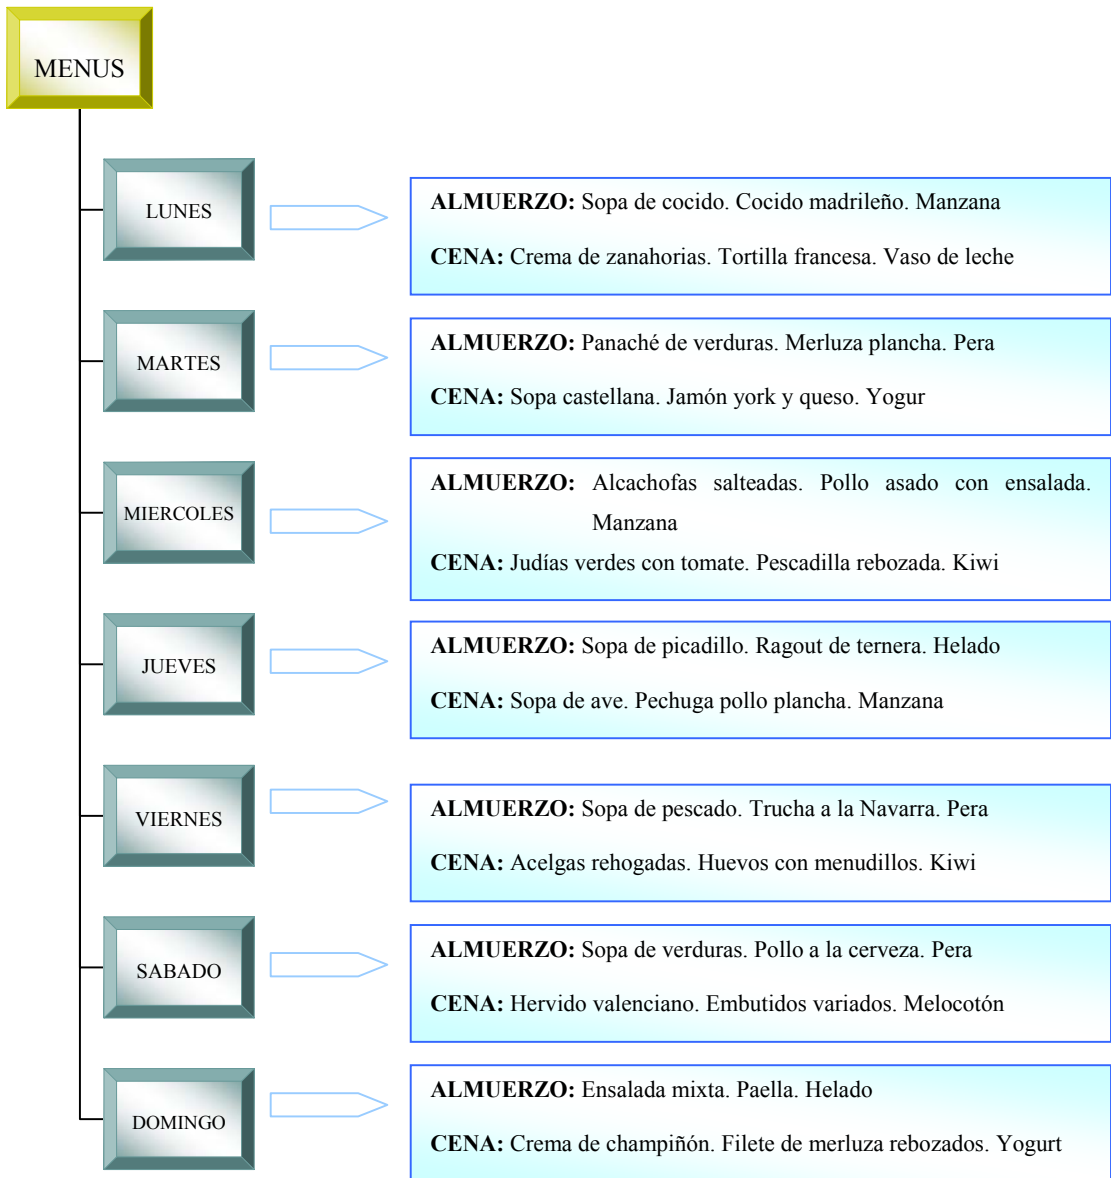 MENUS
LUNES
ALMUERZO: Sopa de cocido. Cocido madrileño. Manzana
CENA: Crema de zanahorias. Tortilla francesa. Vaso de leche
MARTES
ALMUERZO: Panaché de verduras. Merluza plancha. Pera
CENA: Sopa castellana. Jamón york y queso. Yogur
MIERCOLES
ALMUERZO: Alcachofas salteadas. Pollo asado con ensalada.
Manzana
CENA: Judías verdes con tomate. Pescadilla rebozada. Kiwi
JUEVES
ALMUERZO: Sopa de picadillo. Ragout de ternera. Helado
CENA: Sopa de ave. Pechuga pollo plancha. Manzana
VIERNES
ALMUERZO: Sopa de pescado. Trucha a la Navarra. Pera
CENA: Acelgas rehogadas. Huevos con menudillos. Kiwi
SABADO
ALMUERZO: Sopa de verduras. Pollo a la cerveza. Pera
CENA: Hervido valenciano. Embutidos variados. Melocotón
DOMINGO
ALMUERZO: Ensalada mixta. Paella. Helado
CENA: Crema de champiñón. Filete de merluza rebozados. Yogurt